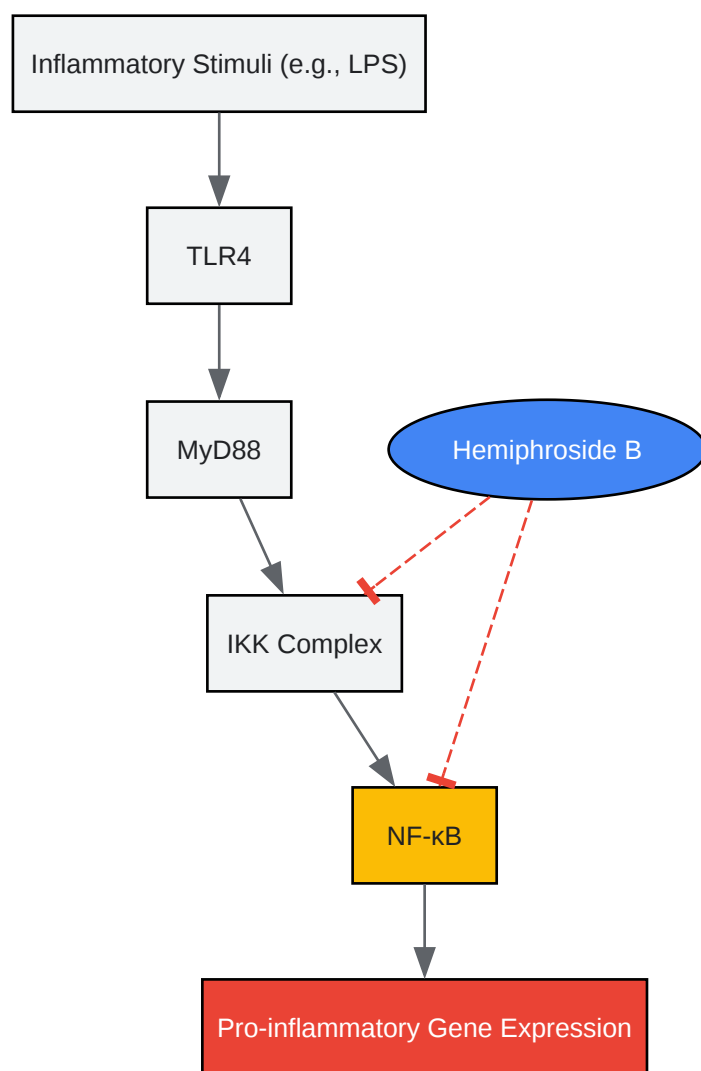 Inflammatory Stimuli (e.g., LPS)
TLR4
MyD88
Hemiphroside B
IKK Complex
NF-κB
Pro-inflammatory Gene Expression